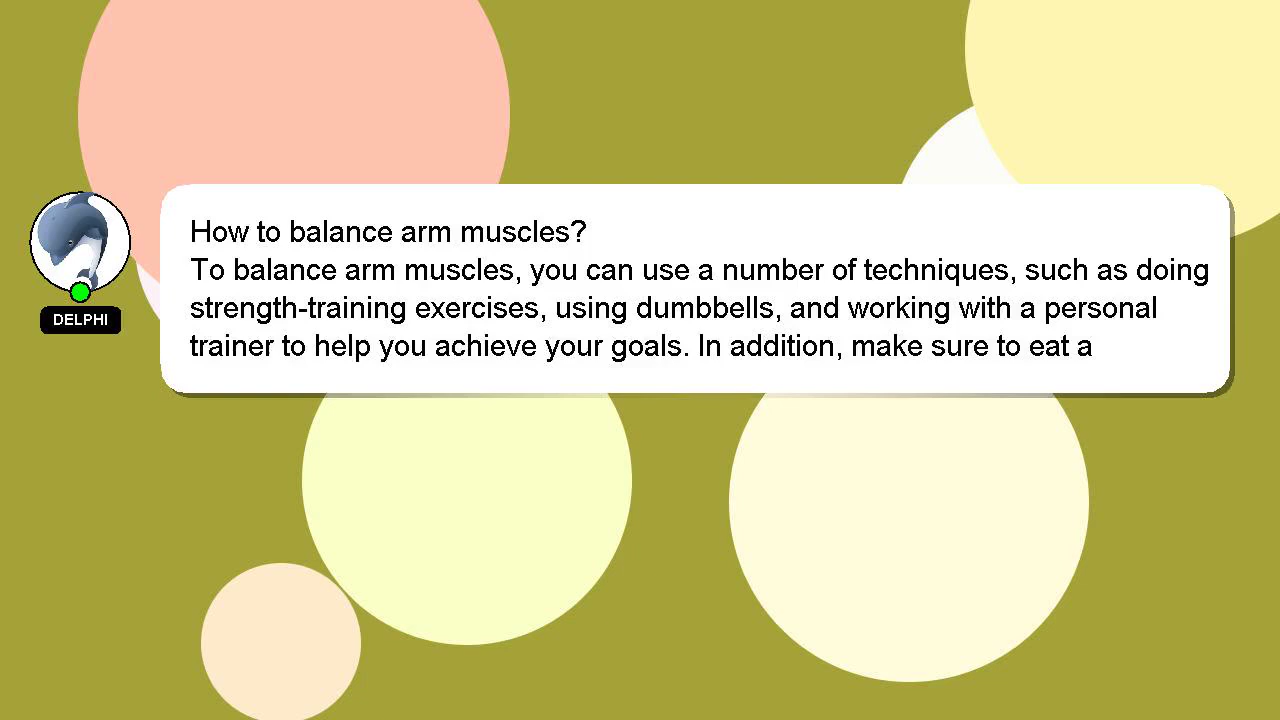 How to balance arm muscles?
To balance arm muscles, you can use a number of techniques, such as doing
strength-training exercises, using dumbbells, and working with a personal
trainer to help you achieve your goals. In addition, make sure to eat a
DELPHI